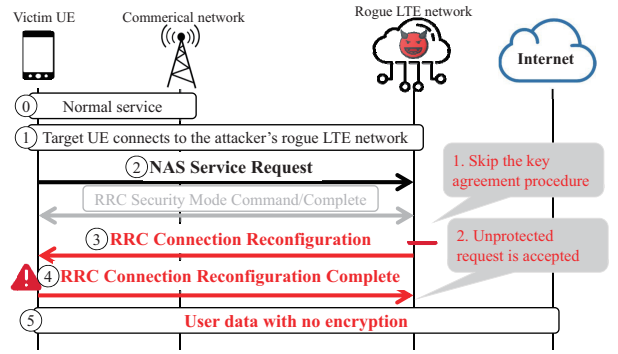 Victim UE
Commerical network
Rogue LTE network
Internet
0 Normal service
1 Target UE connects to the attacker's rogue LTE network
2 NAS Service Request
1. Skip the key
agreement procedure
RRC Security Mode Command/Complete
3 RRC Connection Reconfiguration
2. Unprotected
request is accepted
4 RRC Connection Reconfiguration Complete
5 User data with no encryption